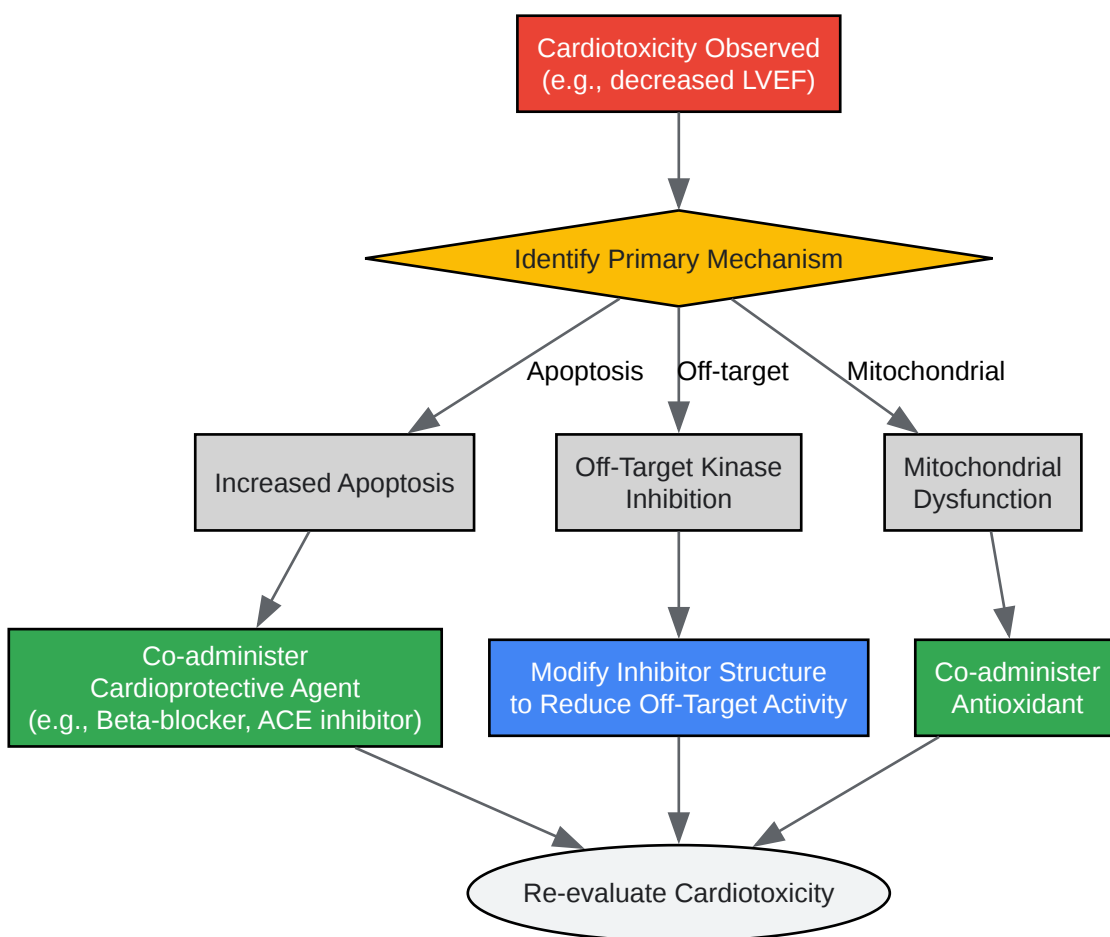 Cardiotoxicity Observed
(e.g., decreased LVEF)
Identify Primary Mechanism
Apoptosis
Off-target
Mitochondrial
Increased Apoptosis
Off-Target Kinase
Inhibition
Mitochondrial
Dysfunction
Co-administer
Cardioprotective Agent
(e.g., Beta-blocker, ACE inhibitor)
Modify Inhibitor Structure
to Reduce Off-Target Activity
Co-administer
Antioxidant
Re-evaluate Cardiotoxicity